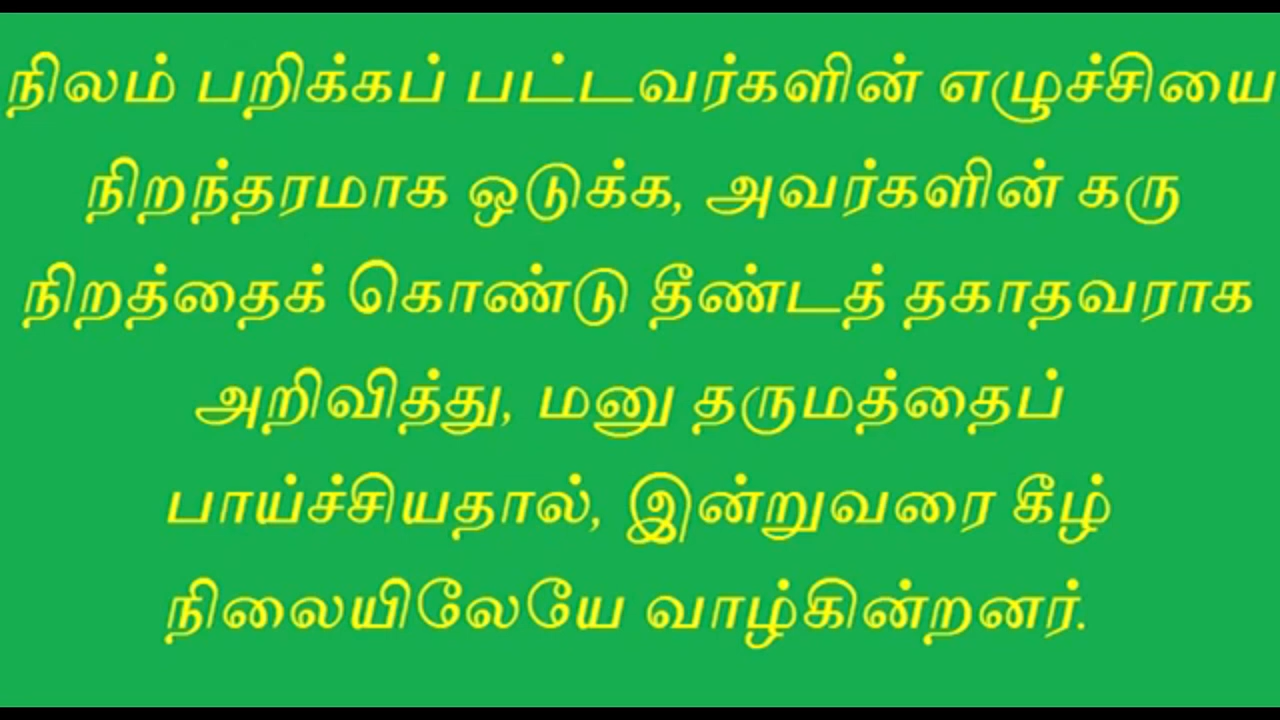 நிலம் பறிக்கப் பட்டவர்களின் எழுச்சியை
நிறந்தரமாக ஒடுக்க, அவர்களின் கரு
நிறத்தைக் கொண்டு தீண்டத் தகாதவராக
அறிவித்து, மனு தருமத்தைப்
பாய்ச்சியதால், இன்றுவரை கீழ்
நிலையிலேயே வாழ்கின்றனர்.